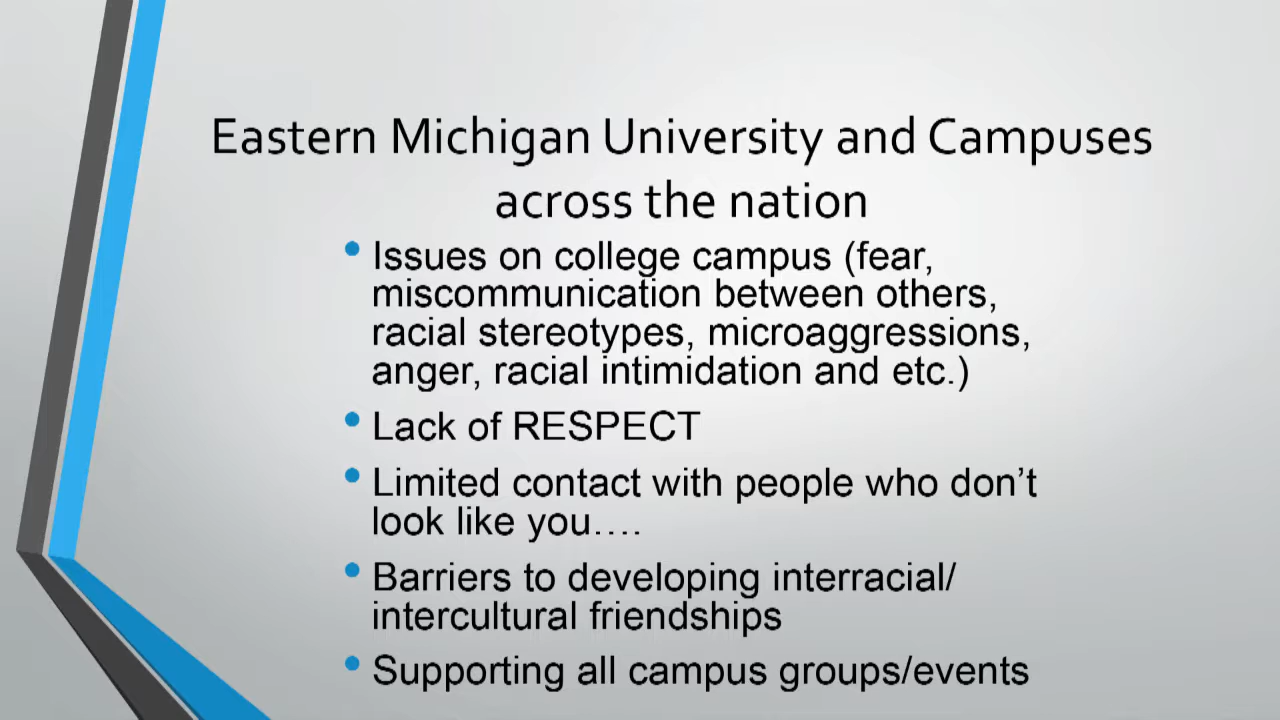 Eastern Michigan University and Campuses
across the nation
• Issues on college campus (fear,
miscommunication between others,
racial stereotypes, microaggressions,
anger, racial intimidation and etc.)
• Lack of RESPECT
• Limited contact with people who don’t
look like you….
• Barriers to developing interracial/
intercultural friendships
• Supporting all campus groups/events